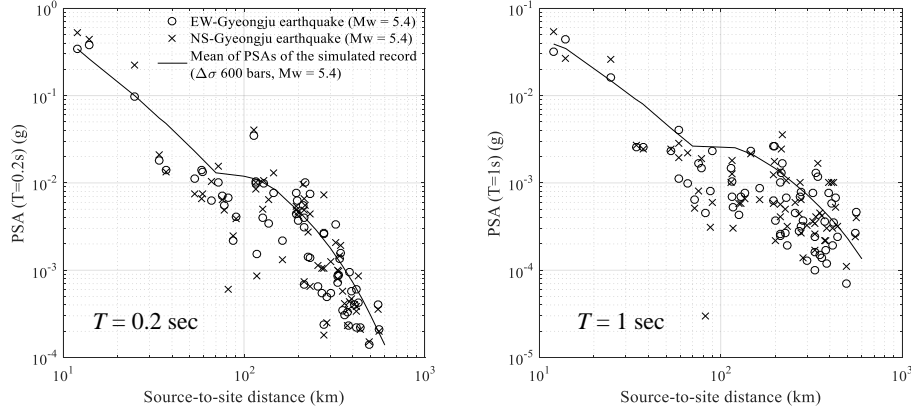 EW-Gyeongju earthquake (Mw = 5.4)
NS-Gyeongju earthquake (Mw = 5.4)
Mean of PSAs of the simulated record
(Δσ 600 bars, Mw = 5.4)
10^0
10^-1
10^-2
10^-3
10^-4
PSA (T=0.2s) (g)
T = 0.2 sec
10^1
10^2
10^3
Source-to-site distance (km)
10^0
10^-1
10^-2
10^-3
10^-4
10^-5
PSA (T=1s) (g)
T = 1 sec
10^1
10^2
10^3
Source-to-site distance (km)